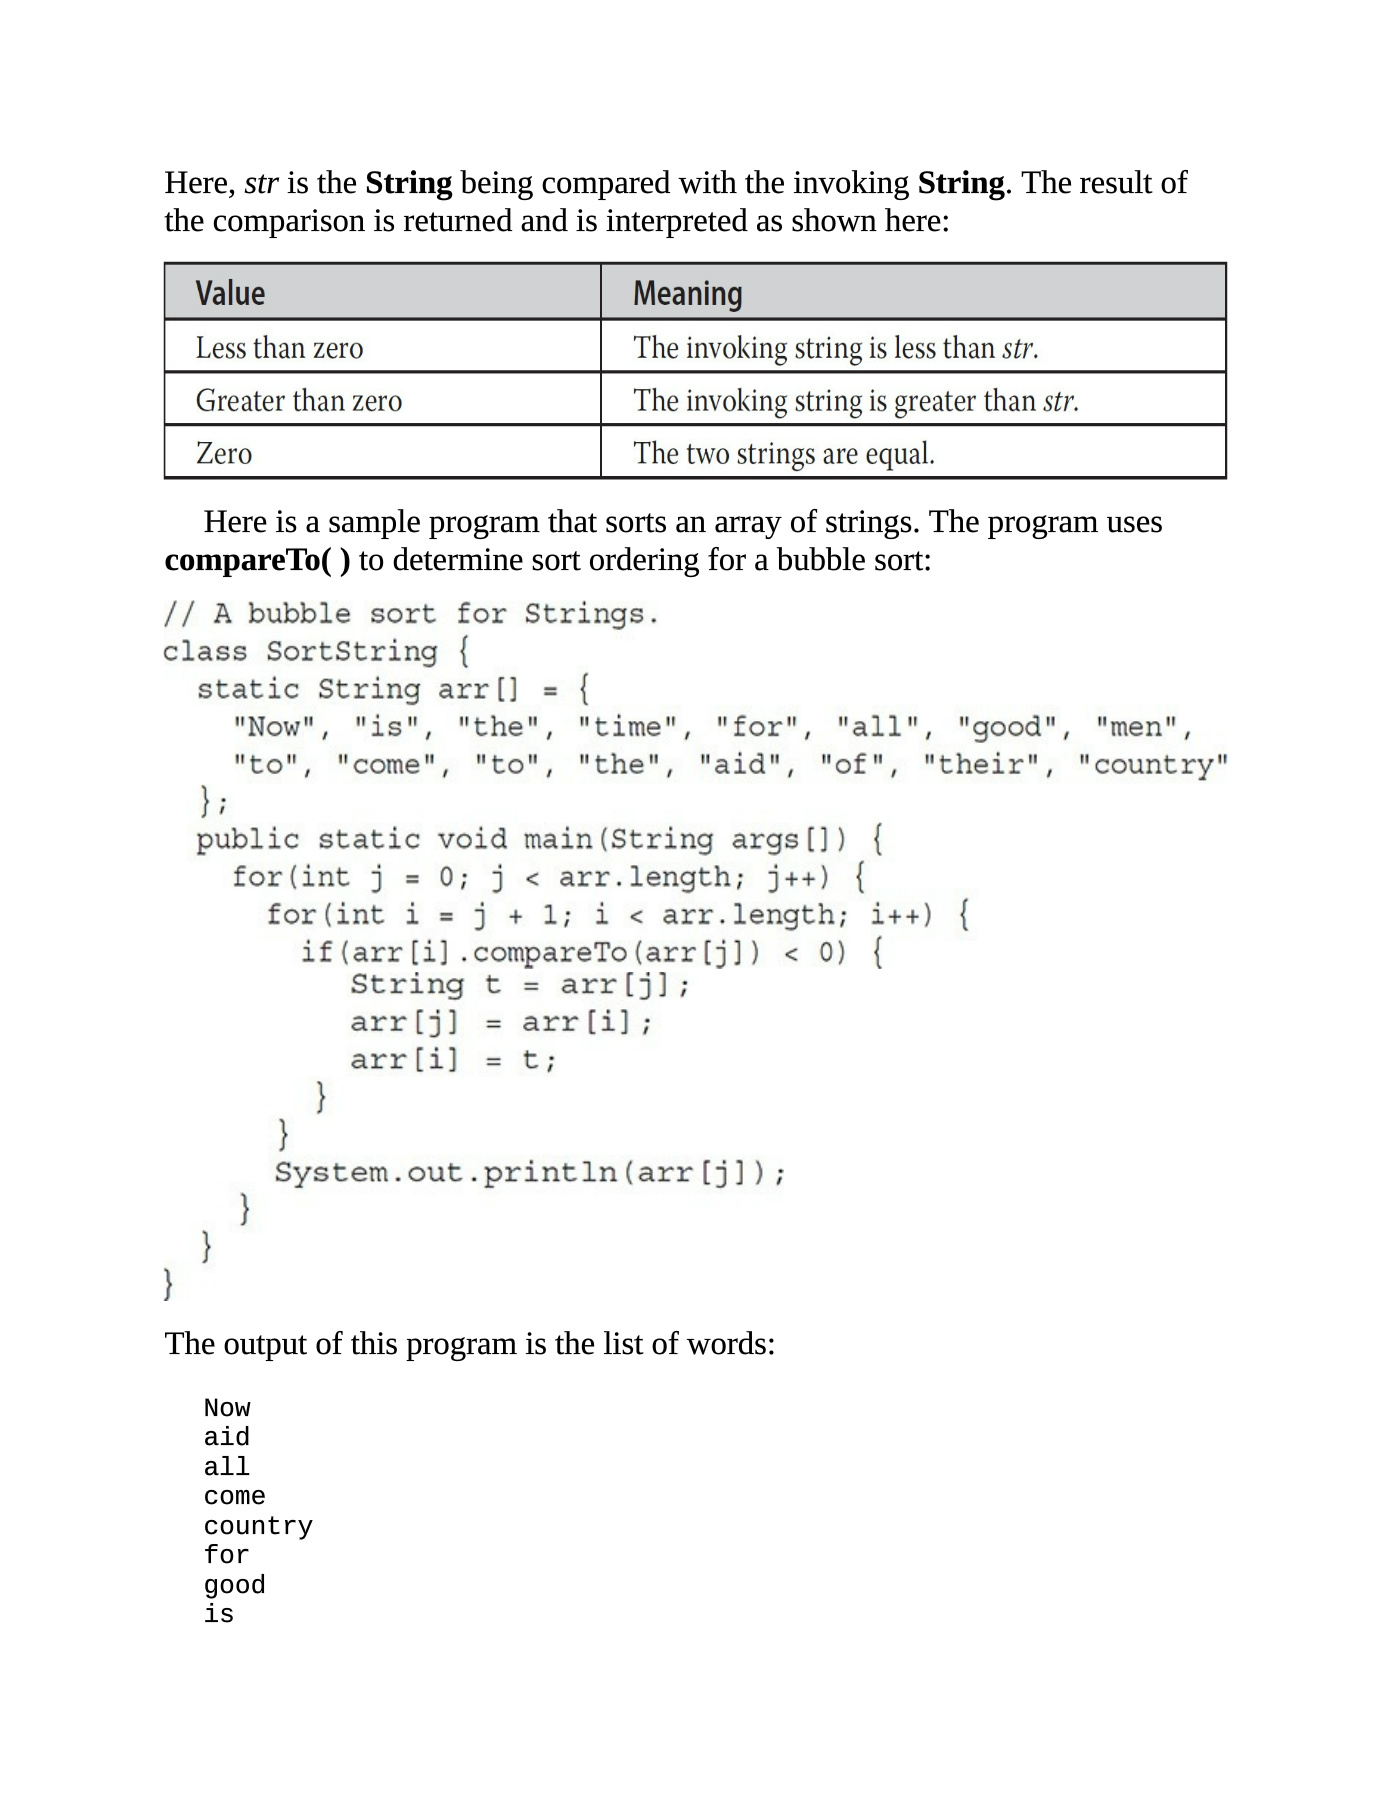 Here, str is the String being compared with the invoking String. The result of
the comparison is returned and is interpreted as shown here:
Value Meaning
Less than zero The invoking string is less than str.
Greater than zero The invoking string is greater than str.
Zero The two strings are equal.
Here is a sample program that sorts an array of strings. The program uses
compareTo( ) to determine sort ordering for a bubble sort:
// A bubble sort for Strings.
class SortString {
  static String arr[] = {
    "Now", "is", "the", "time", "for", "all", "good", "men",
    "to", "come", "to", "the", "aid", "of", "their", "country"
  };
  public static void main(String args[]) {
    for(int j = 0; j < arr.length; j++) {
      for(int i = j + 1; i < arr.length; i++) {
        if(arr[i].compareTo(arr[j]) < 0) {
          String t = arr[j];
          arr[j] = arr[i];
          arr[i] = t;
        }
      }
      System.out.println(arr[j]);
    }
  }
}
The output of this program is the list of words:
Now
aid
all
come
country
for
good
is